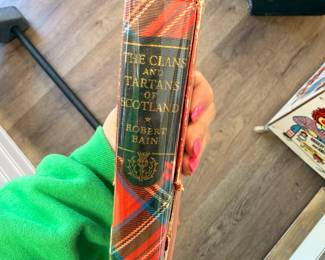 THE CLANS
AND
TARTANS
OF
SCOTLAND
ROBERT
BAIN